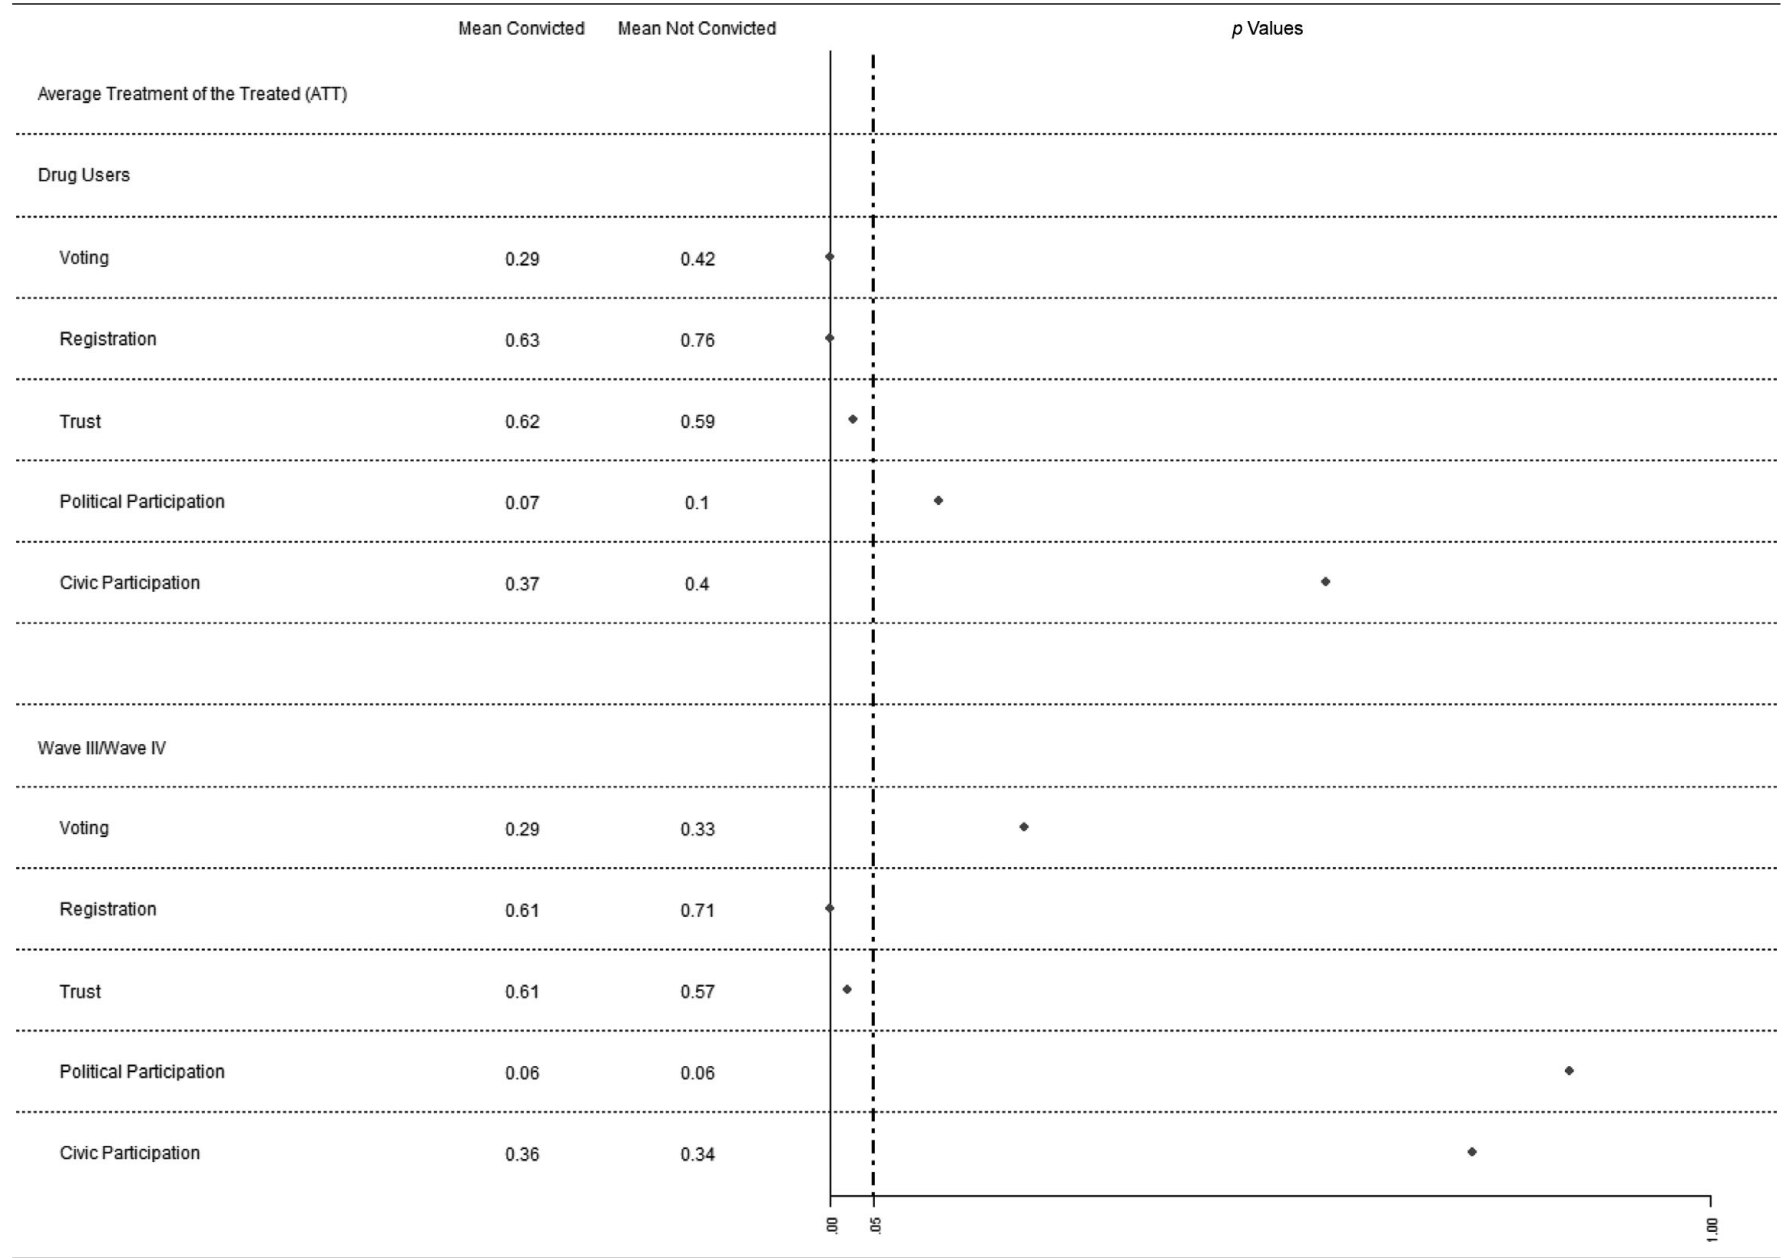 Mean Convicted Mean Not Convicted p Values
Average Treatment of the Treated (ATT)
Drug Users
Voting 0.29 0.42
Registration 0.63 0.76
Trust 0.62 0.59
Political Participation 0.07 0.1
Civic Participation 0.37 0.4
Wave III/Wave IV
Voting 0.29 0.33
Registration 0.61 0.71
Trust 0.61 0.57
Political Participation 0.06 0.06
Civic Participation 0.36 0.34
.00 .05 1.00